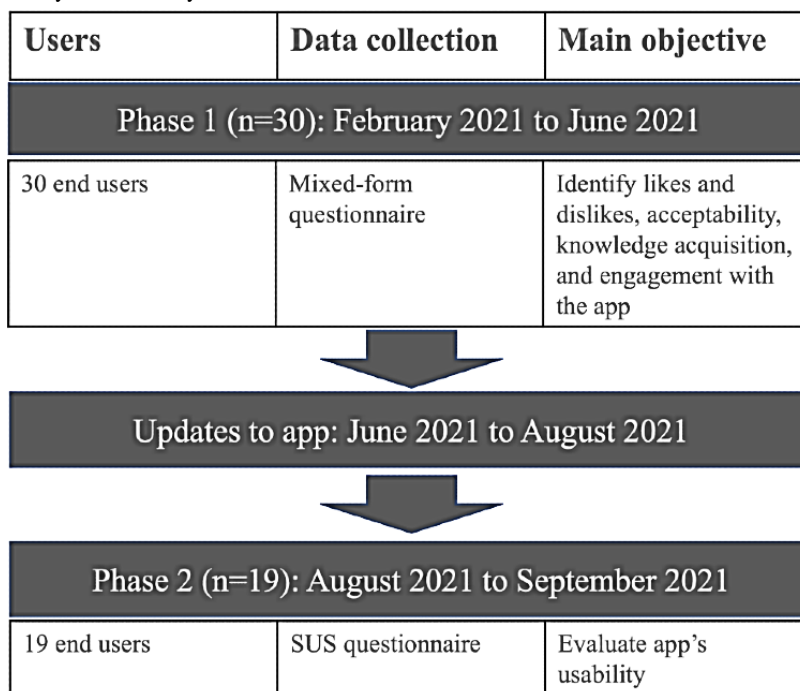 Users Data collection Main objective
Phase 1 (n=30): February 2021 to June 2021
30 end users Mixed-form questionnaire Identify likes and dislikes, acceptability, knowledge acquisition, and engagement with the app
Updates to app: June 2021 to August 2021
Phase 2 (n=19): August 2021 to September 2021
19 end users SUS questionnaire Evaluate app's usability